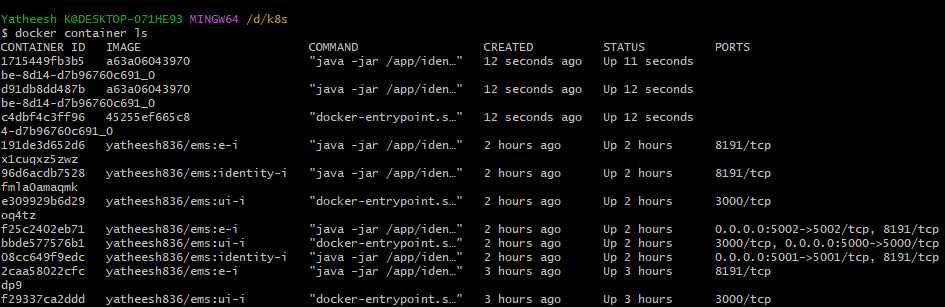 Yatheesh K@DESKTOP-071HE93 MINGW64 /d/k8s
$ docker container ls
CONTAINER ID   IMAGE                        COMMAND                  CREATED          STATUS          PORTS
1715449fb3b5   a63a06043970                 "java -jar /app/iden…"   12 seconds ago   Up 11 seconds
be-8d14-d7b96760c691_0
d91db8dd487b   a63a06043970                 "java -jar /app/iden…"   12 seconds ago   Up 12 seconds
be-8d14-d7b96760c691_0
c4dbf4c3ff96   45255ef665c8                 "docker-entrypoint.s…"   12 seconds ago   Up 12 seconds
4-d7b96760c691_0
191de3d652d6   yatheesh836/ems:e-i          "java -jar /app/iden…"   2 hours ago      Up 2 hours      8191/tcp
x1cuqxz5zwz
96d6acdb7528   yatheesh836/ems:identity-i   "java -jar /app/iden…"   2 hours ago      Up 2 hours      8191/tcp
fmla0amaqmk
e309929b6d29   yatheesh836/ems:ui-i         "docker-entrypoint.s…"   2 hours ago      Up 2 hours      3000/tcp
oq4tz
f25c2402eb71   yatheesh836/ems:e-i          "java -jar /app/iden…"   2 hours ago      Up 2 hours      0.0.0.0:5002->5002/tcp, 8191/tcp
bbde577576b1   yatheesh836/ems:ui-i         "docker-entrypoint.s…"   2 hours ago      Up 2 hours      3000/tcp, 0.0.0.0:5000->5000/tcp
08cc649f9edc   yatheesh836/ems:identity-i   "java -jar /app/iden…"   2 hours ago      Up 2 hours      0.0.0.0:5001->5001/tcp, 8191/tcp
2caa58022cfc   yatheesh836/ems:e-i          "java -jar /app/iden…"   3 hours ago      Up 3 hours      8191/tcp
dp9
f29337ca2ddd   yatheesh836/ems:ui-i         "docker-entrypoint.s…"   3 hours ago      Up 3 hours      3000/tcp